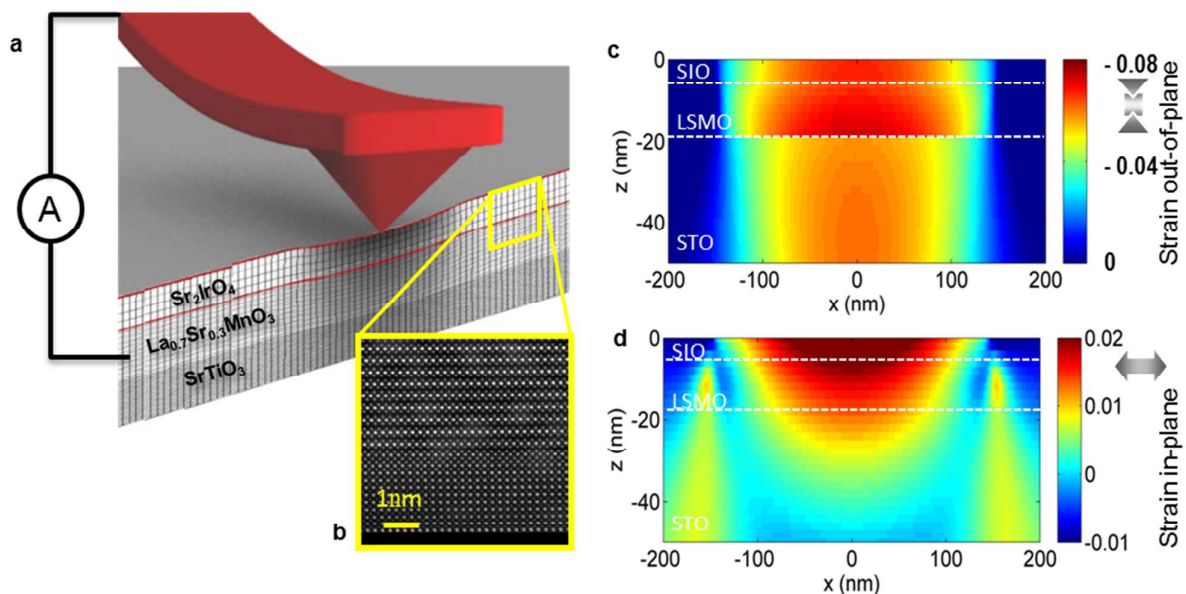 a
A
Sr₂IrO₄
La₀.₇Sr₀.₃MnO₃
SrTiO₃
1nm
b
c
SIO
LSMO
STO
0
-20
-40
z (nm)
-200 -100 0 100 200
x (nm)
- 0.08
- 0.04
0
Strain out-of-plane
d
SIO
LSMO
STO
0
-20
-40
z (nm)
-200 -100 0 100 200
x (nm)
0.02
0.01
0
-0.01
Strain in-plane